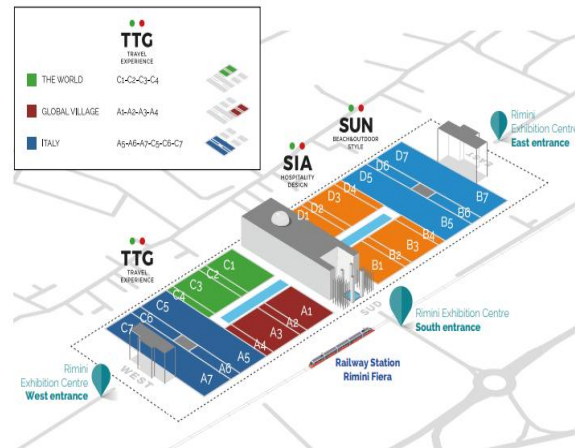 TTG
TRAVEL
EXPERIENCE
THE WORLD C1-C2-C3-C4
GLOBAL VILLAGE A1-A2-A3-A4
ITALY A5-A6-A7-C5-C6-C7
SUN
BEACH&OUTDOOR
STYLE
Rimini
Exhibition Centre
East entrance
EST
SIA
HOSPITALITY
DESIGN
D7
D6
D5
B7
B6
B5
D4
D3
D2
D1
B4
B3
B2
B1
TTG
TRAVEL
EXPERIENCE
C1
C2
C3
C4
A1
A2
A3
A4
C5
C6
C7
A5
A6
A7
SUD
Rimini Exhibition Centre
South entrance
Railway Station
Rimini Fiera
WEST
Rimini
Exhibition Centre
West entrance